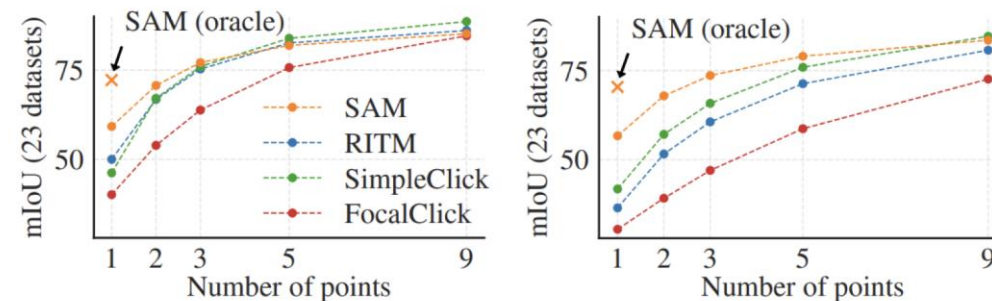 SAM (oracle)
mIoU (23 datasets)
75
50
SAM
RITM
SimpleClick
FocalClick
1 2 3 5 9
Number of points
SAM (oracle)
mIoU (23 datasets)
75
50
1 2 3 5 9
Number of points